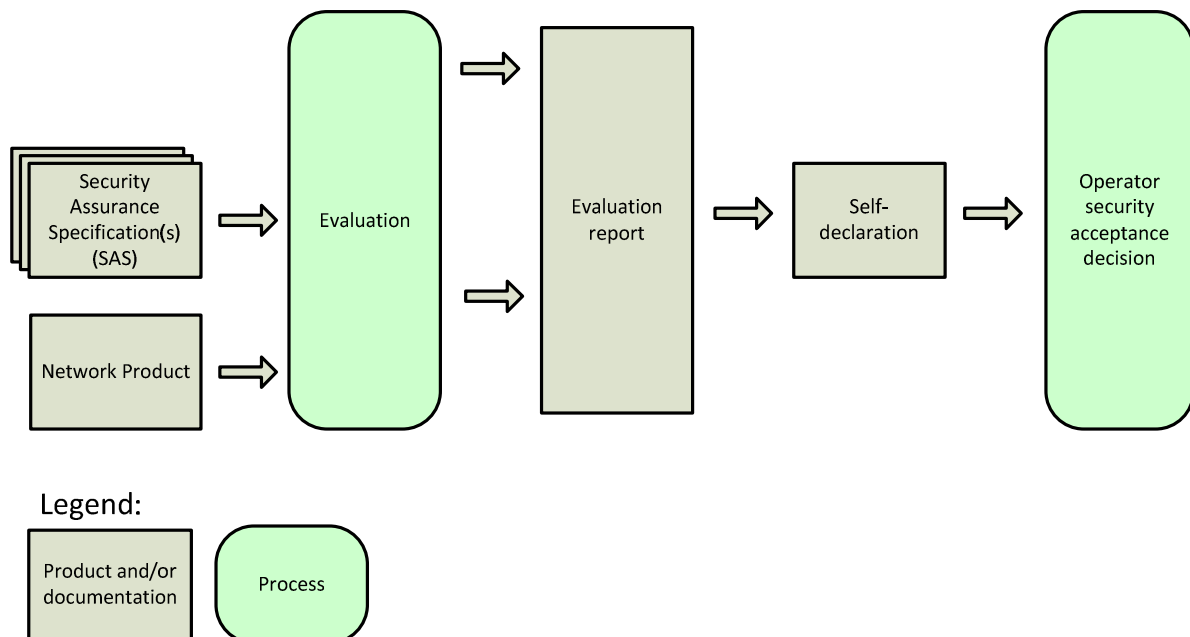 Security
Assurance
Specification(s)
(SAS)
Network Product
Evaluation
Evaluation
report
Self-
declaration
Operator
security
acceptance
decision
Legend:
Product and/or
documentation
Process